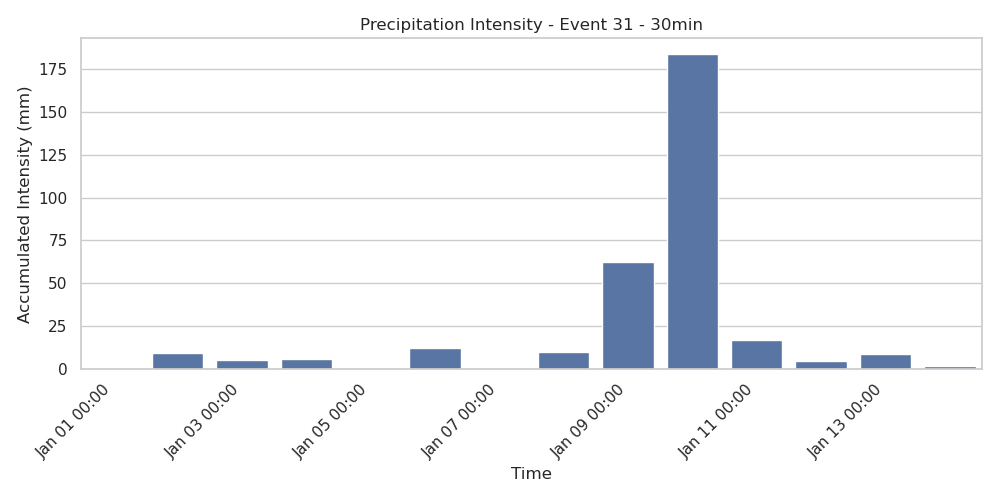 Precipitation Intensity - Event 31 - 30min
Accumulated Intensity (mm)
175
150
125
100
75
50
25
0
Jan 01 00:00
Jan 03 00:00
Jan 05 00:00
Jan 07 00:00
Jan 09 00:00
Jan 11 00:00
Jan 13 00:00
Time